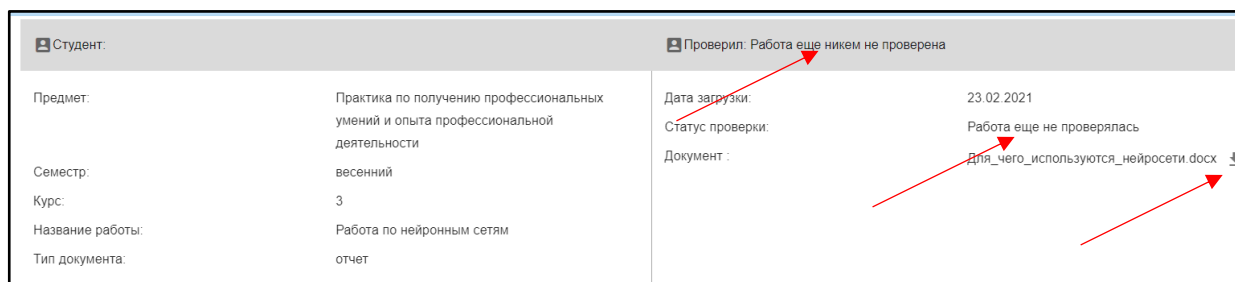 Студент:
Проверил: Работа еще никем не проверена
Предмет:
Практика по получению профессиональных
умений и опыта профессиональной
деятельности
Семестр:
весенний
Курс:
3
Название работы:
Работа по нейронным сетям
Тип документа:
отчет
Дата загрузки:
23.02.2021
Статус проверки:
Работа еще не проверялась
Документ :
Для_чего_используются_нейросети.docx